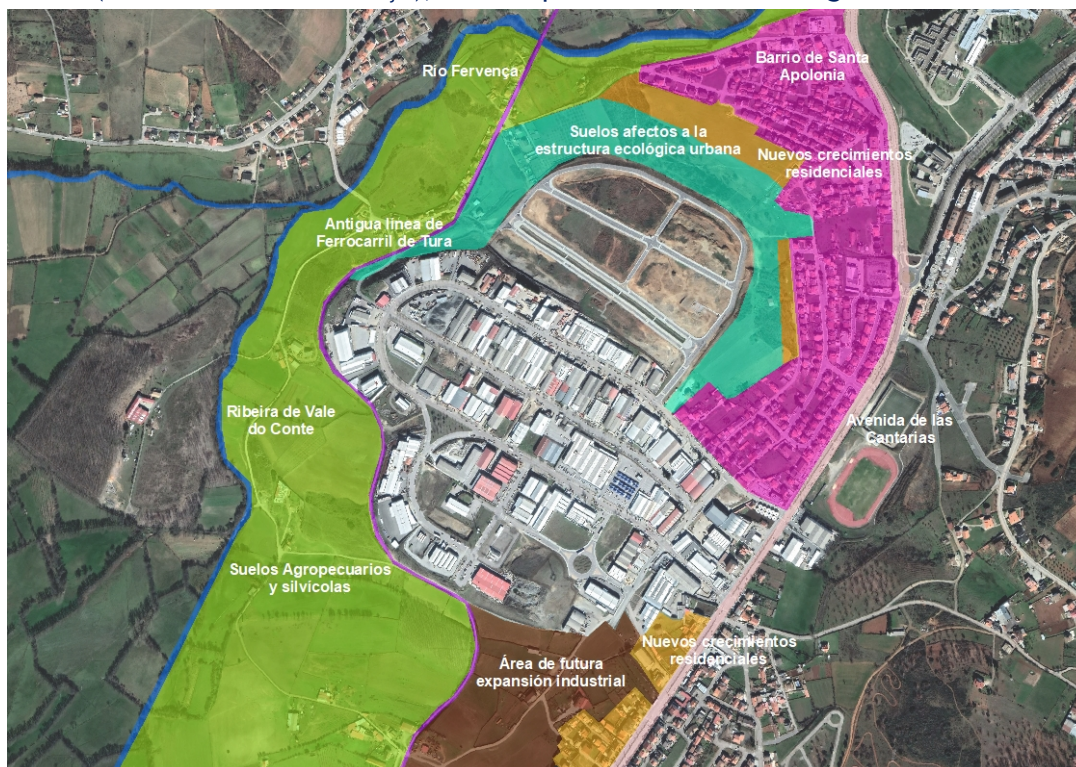 Río Fervença
Barrio de Santa
Apolonia
Suelos afectos a la
estructura ecológica urbana
Nuevos crecimientos
residenciales
Antigua línea de
Ferrocarril de Tura
Ribeira de Vale
do Conte
Avenida de las
Cantarias
Suelos Agropecuarios
y silvicolas
Nuevos crecimientos
residenciales
Área de futura
expansión industrial